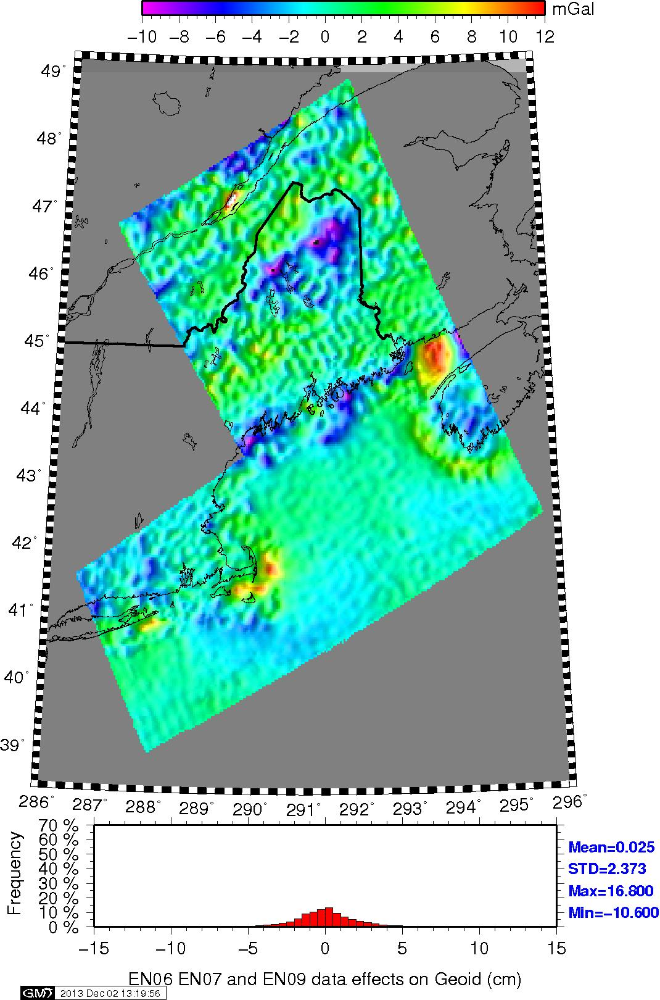 mGal
−10 −8 −6 −4 −2 0 2 4 6 8 10 12
49°
48°
47°
46°
45°
44°
43°
42°
41°
40°
39°
286° 287° 288° 289° 290° 291° 292° 293° 294° 295° 296°
Frequency
70 %
60 %
50 %
40 %
30 %
20 %
10 %
0 %
Mean=0.025
STD=2.373
Max=16.800
Min=−10.600
−15 −10 −5 0 5 10 15
EN06 EN07 and EN09 data effects on Geoid (cm)
GMT 2013 Dec 02 13:19:56